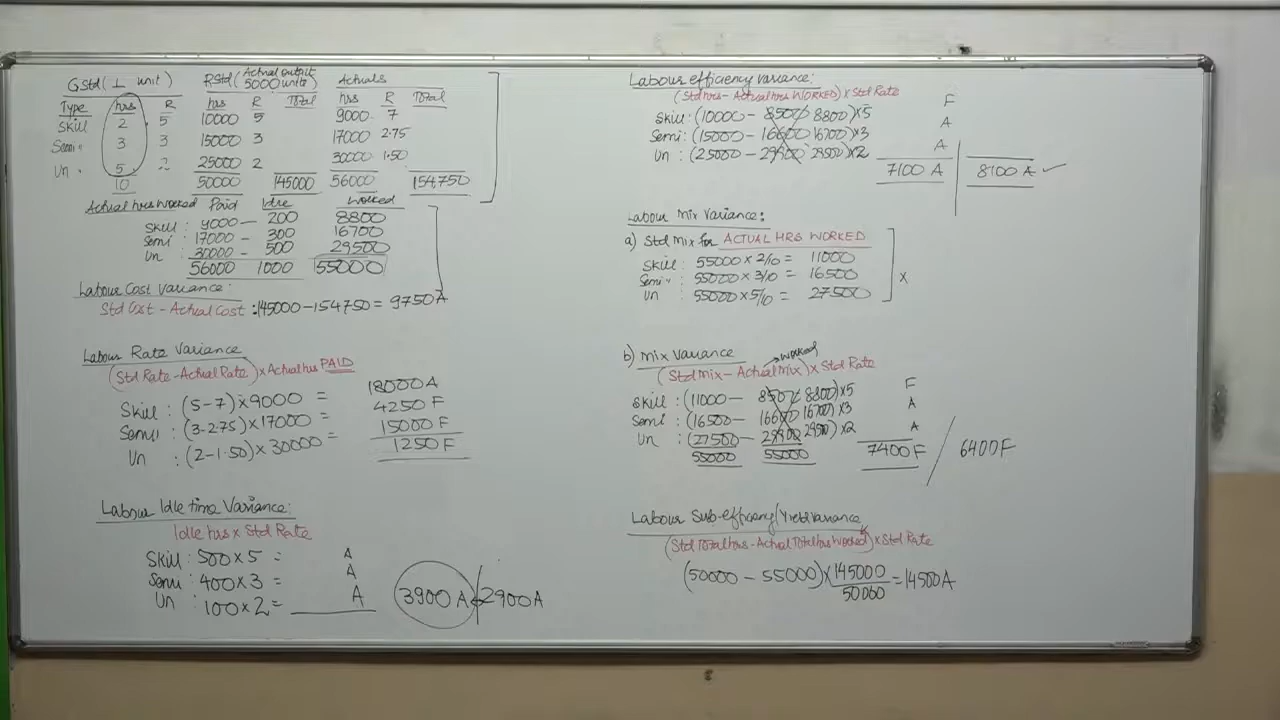 GStd (1 unit) RStd (Actual output 5000 units) Actuals
Type hrs R hrs R Total hrs R Total
Skill 2 5 10000 5 9000 7
Semi " 3 3 15000 3 17000 2.75
Un " 5 2 25000 2 30000 1.50
10 50000 145000 56000 154750
Actual hrs worked Paid Idle Worked
Skill : 9000 - 200 8800
Semi : 17000 - 300 16700
Un : 30000 - 500 29500
56000 1000 55000
Labour Cost Variance :
Std Cost - Actual Cost : 145000 - 154750 = 9750 A
Labour Rate Variance
(Std Rate - Actual Rate) x Actual hrs PAID
Skill : (5-7) x 9000 = 18000 A
Semi : (3-2.75) x 17000 = 4250 F
Un : (2-1.50) x 30000 = 15000 F
1250 F
Labour Idle time Variance :
Idle hrs x Std Rate
Skill : 500 x 5 = A
Semi : 400 x 3 = A
Un : 100 x 2 = A
3900 A 2900 A
Labour efficiency variance :
(Std hrs - Actual hrs WORKED) x Std Rate
Skill : (10000 - 8500 8800) x 5 F
Semi : (15000 - 16600 16700) x 3 A
Un : (25000 - 29900 29500) x 2 A
7100 A 8100 A ✓
Labour Mix Variance :
a) Std Mix for ACTUAL HRS WORKED
Skill : 55000 x 2/10 = 11000
Semi " : 55000 x 3/10 = 16500 x
Un : 55000 x 5/10 = 27500
b) Mix Variance → worked
(Std Mix - Actual Mix) x Std Rate
Skill : (11000 - 8500 8800) x 5 F
Semi : (16500 - 16600 16700) x 3 A
Un : (27500 - 29900 29500) x 2 A
55000 55000 7400 F / 6400 F
Labour Sub-efficiency/Yield Variance
(Std Total hrs - Actual Total hrs Worked) x Std Rate
(50000 - 55000) x 145000 / 50000 = 14500 A